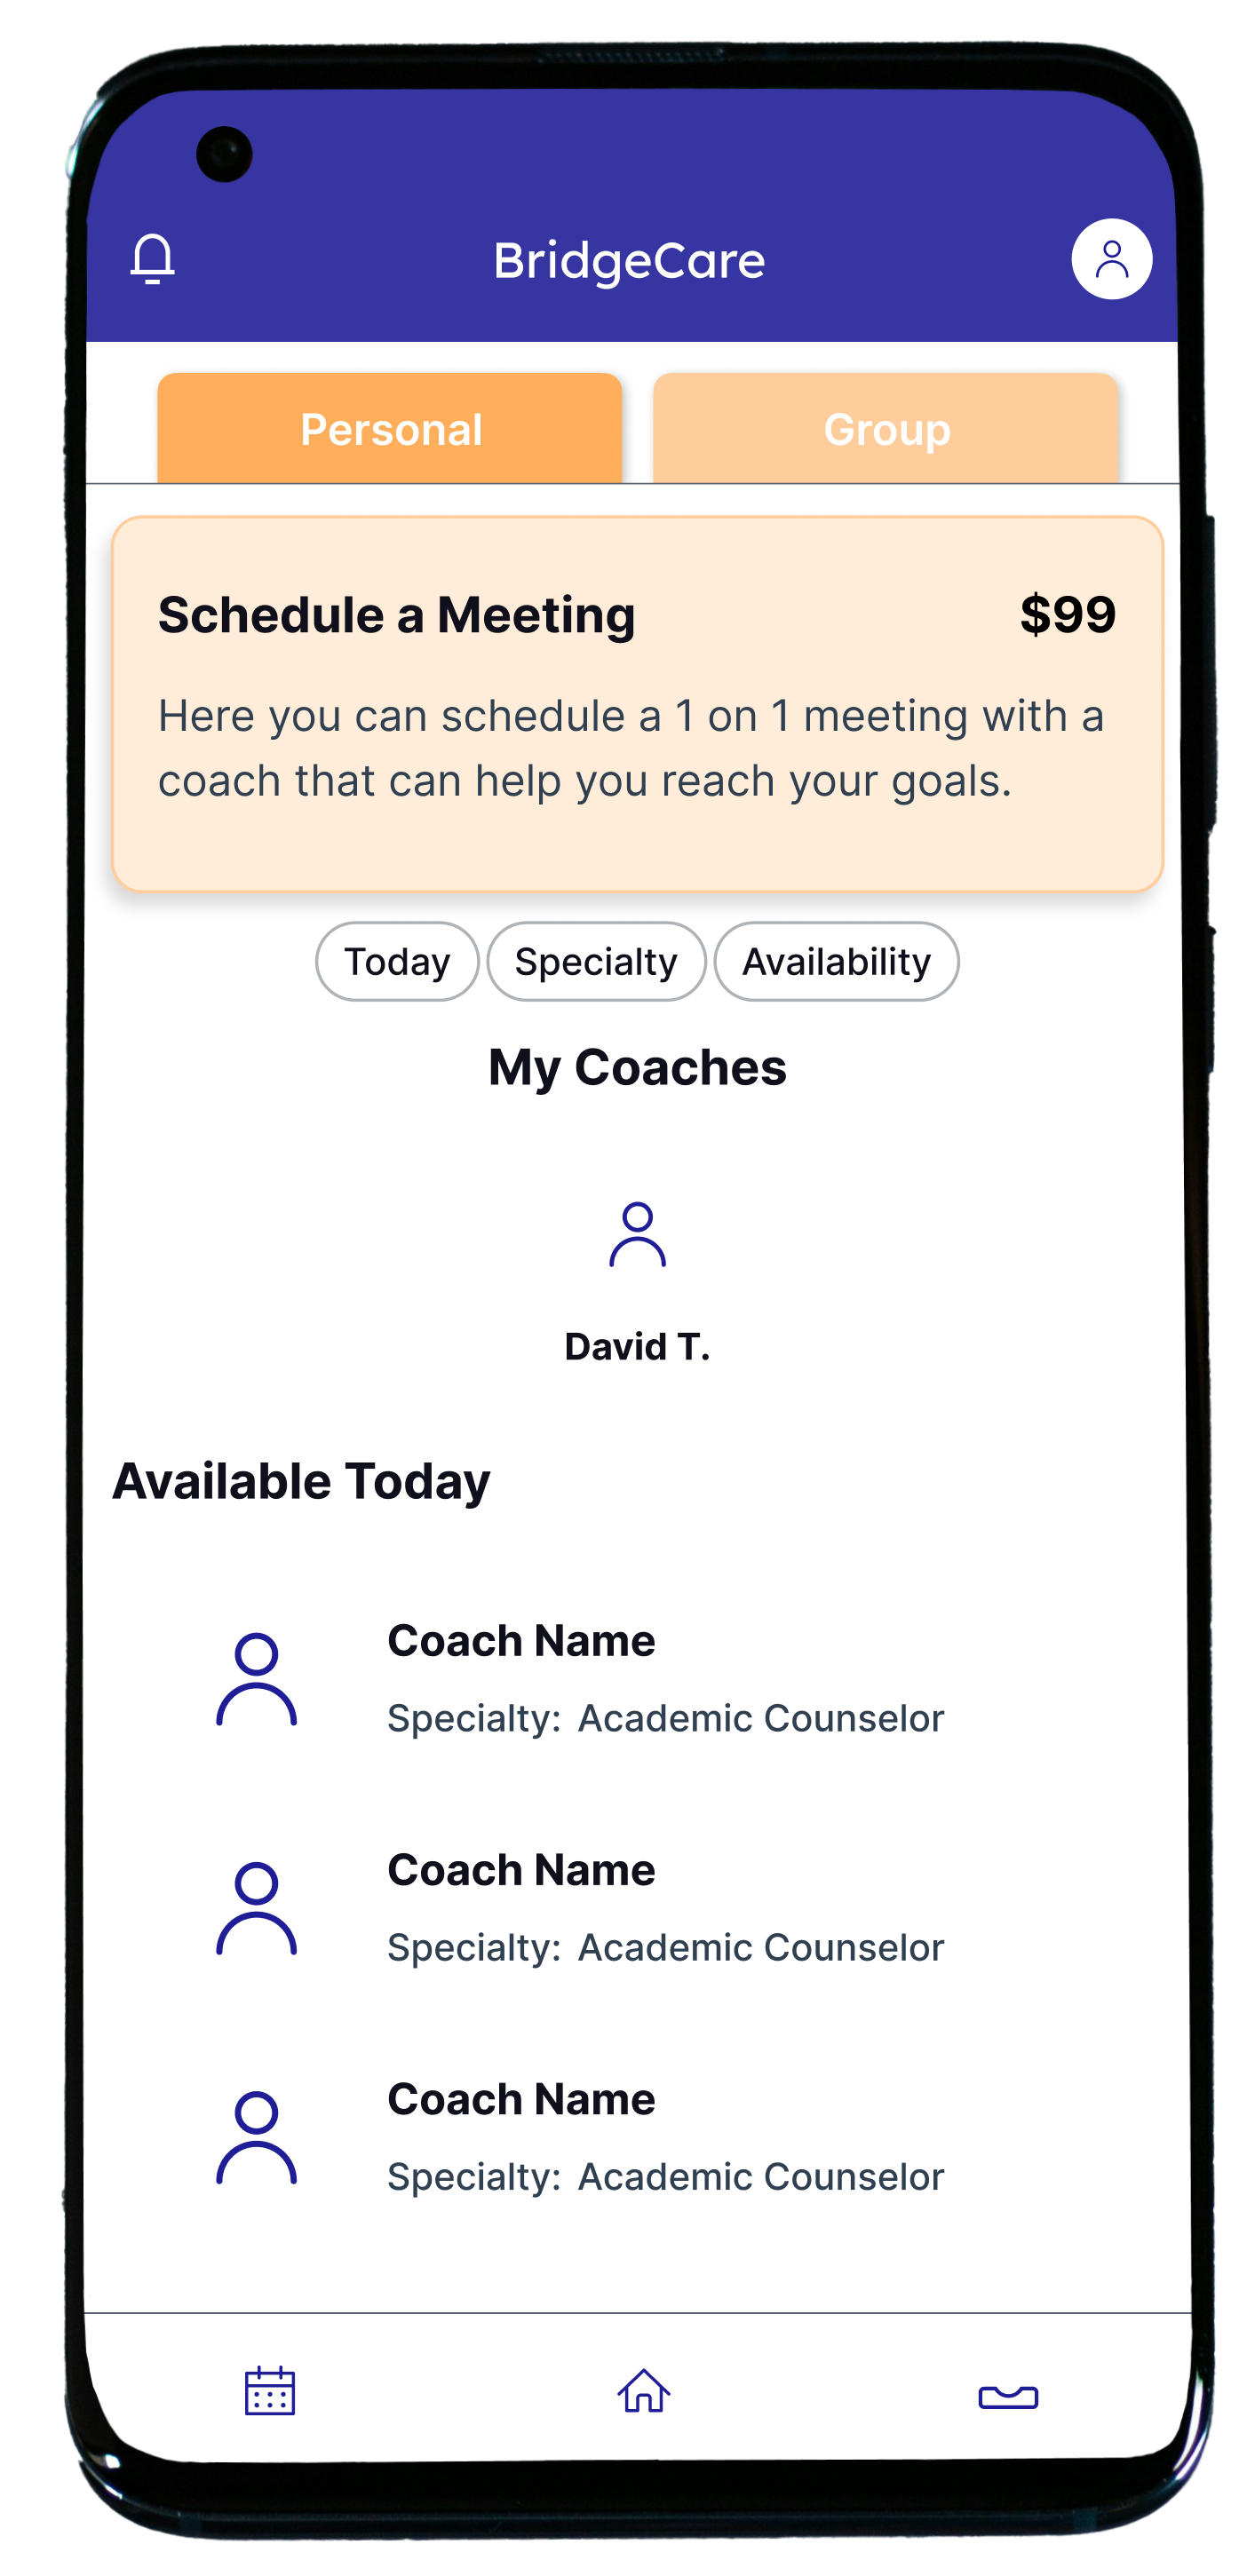 BridgeCare
Personal
Group
Schedule a Meeting
$99
Here you can schedule a 1 on 1 meeting with a
coach that can help you reach your goals.
Today
Specialty
Availability
My Coaches
David T.
Available Today
Coach Name
Specialty: Academic Counselor
Coach Name
Specialty: Academic Counselor
Coach Name
Specialty: Academic Counselor